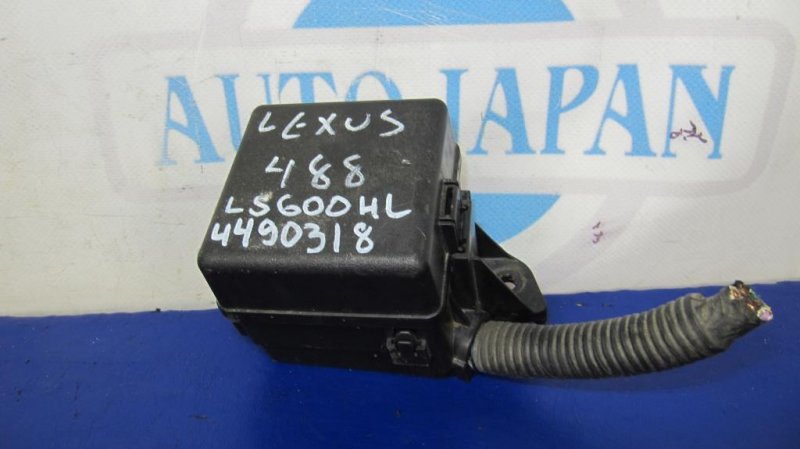 AUTO JAPAN
LEXUS
488
LS600HL
4490318